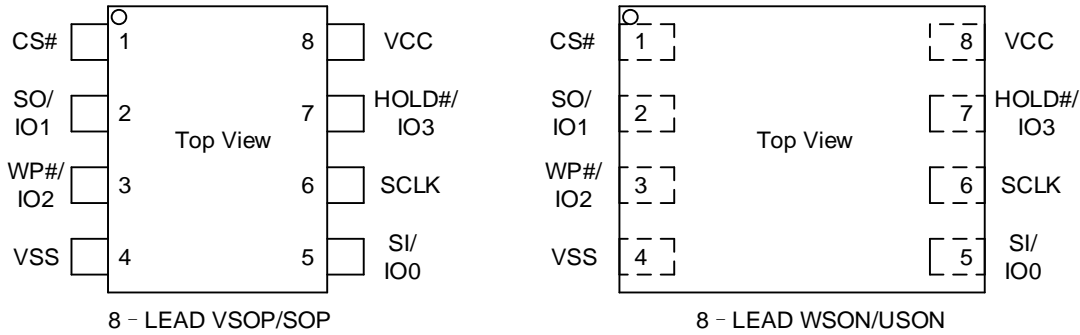 CS#
1
8
VCC
SO/
IO1
2
7
HOLD#/
IO3
Top View
WP#/
IO2
3
6
SCLK
VSS
4
5
SI/
IO0
8 – LEAD VSOP/SOP
CS#
1
8
VCC
SO/
IO1
2
7
HOLD#/
IO3
Top View
WP#/
IO2
3
6
SCLK
VSS
4
5
SI/
IO0
8 – LEAD WSON/USON